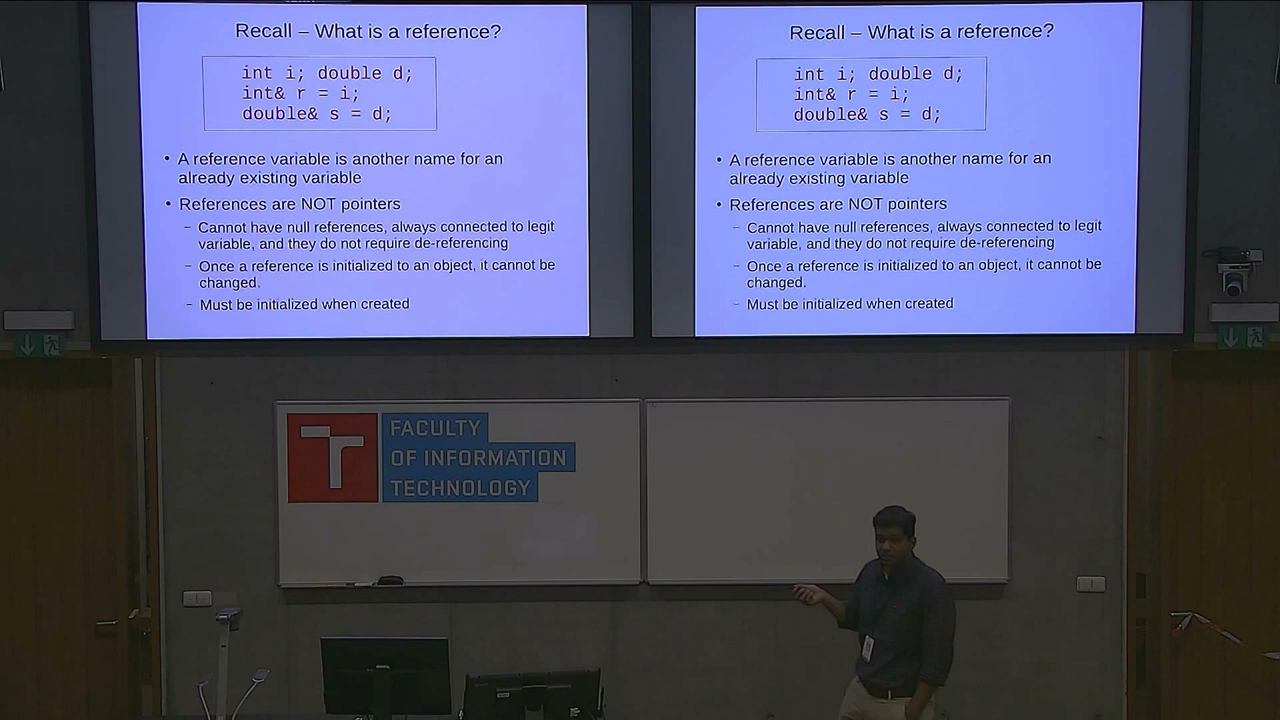 Recall – What is a reference?
int i; double d;
int& r = i;
double& s = d;
• A reference variable is another name for an
already existing variable
• References are NOT pointers
– Cannot have null references, always connected to legit
variable, and they do not require de-referencing
– Once a reference is initialized to an object, it cannot be
changed.
– Must be initialized when created
Recall – What is a reference?
int i; double d;
int& r = i;
double& s = d;
• A reference variable is another name for an
already existing variable
• References are NOT pointers
– Cannot have null references, always connected to legit
variable, and they do not require de-referencing
– Once a reference is initialized to an object, it cannot be
changed.
– Must be initialized when created
T
FACULTY
OF INFORMATION
TECHNOLOGY